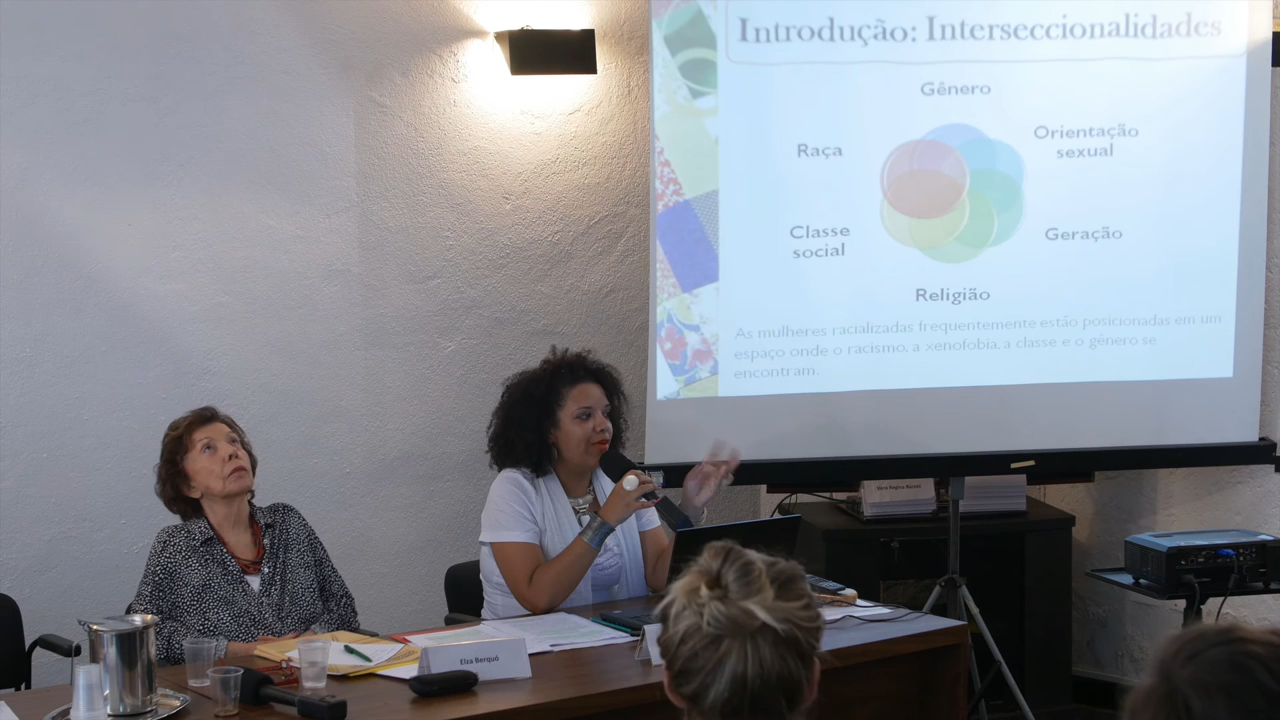 Introdução: Interseccionalidades
Gênero
Orientação
sexual
Raça
Classe
social
Geração
Religião
As mulheres racializadas frequentemente estão posicionadas em um
espaço onde o racismo, a xenofobia, a classe e o gênero se
encontram.
Elza Berquó